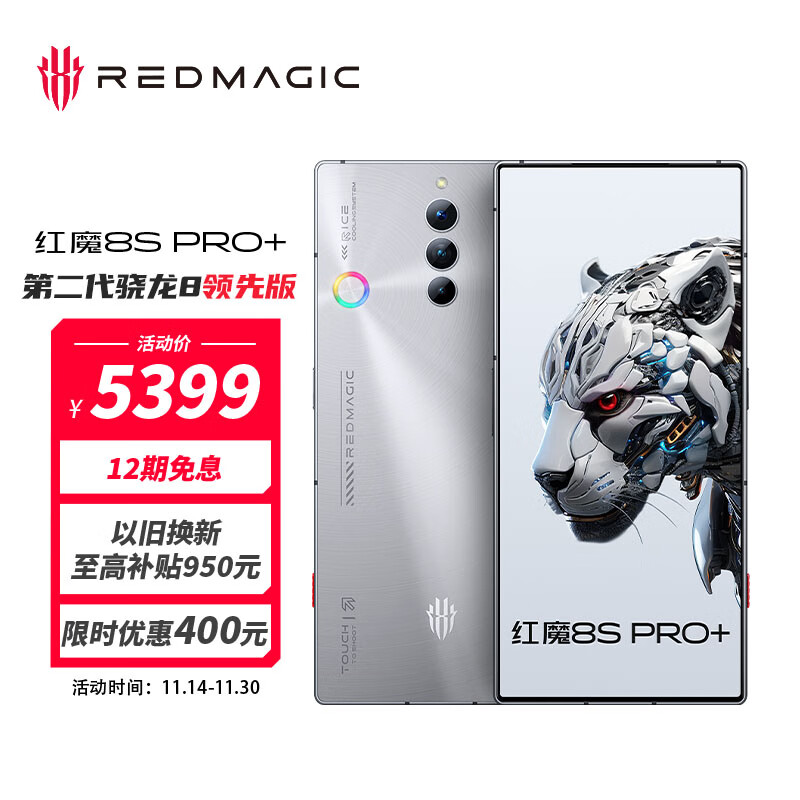 REDMAGIC
红魔8S PRO+
第二代骁龙8领先版
活动价
¥5399
12期免息
以旧换新
至高补贴950元
限时优惠400元
活动时间：11.14-11.30
ICE
COOLING SYSTEM
REDMAGIC
TOUCH
TO SHOOT
红魔8S PRO+